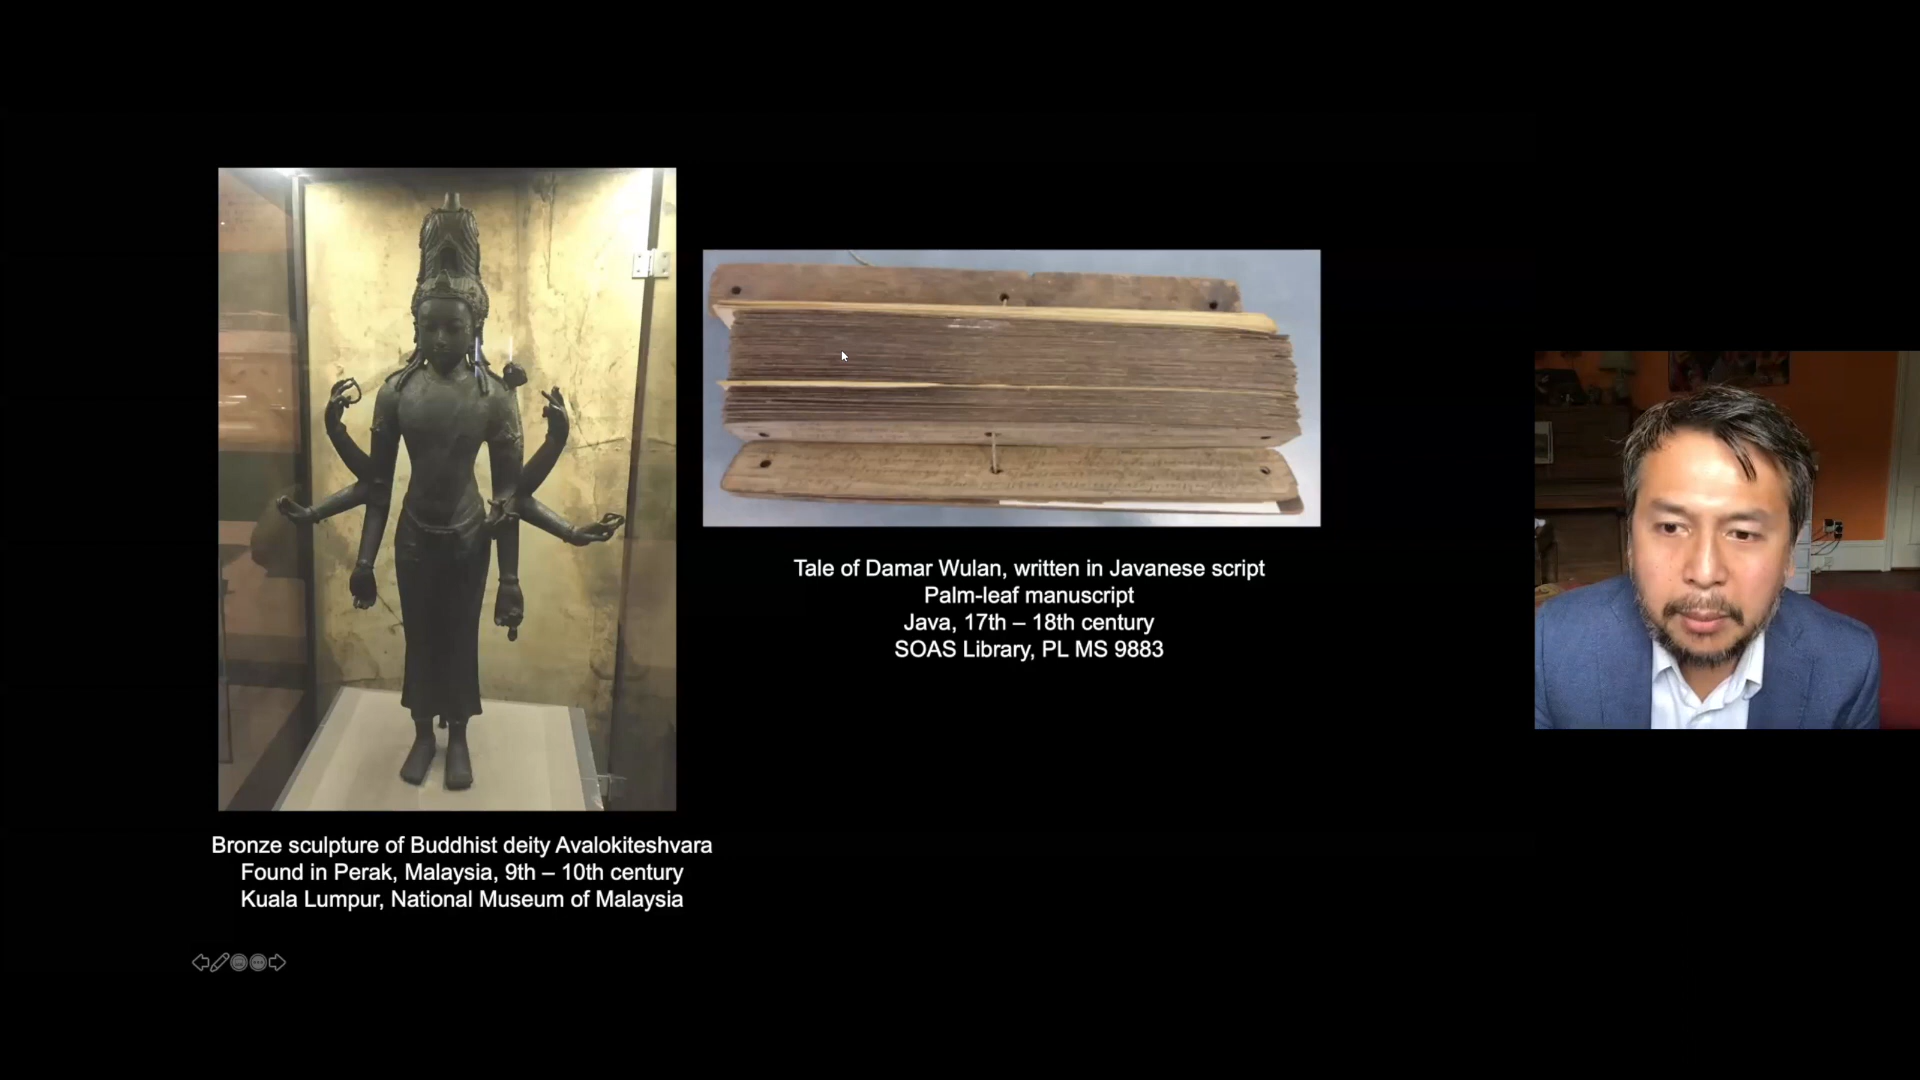 Tale of Damar Wulan, written in Javanese script
Palm-leaf manuscript
Java, 17th – 18th century
SOAS Library, PL MS 9883
Bronze sculpture of Buddhist deity Avalokiteshvara
Found in Perak, Malaysia, 9th – 10th century
Kuala Lumpur, National Museum of Malaysia